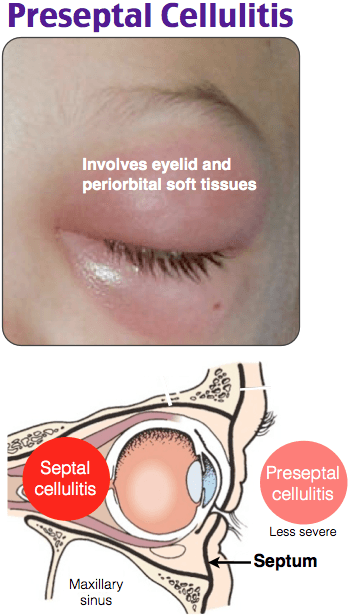 Preseptal Cellulitis
Involves eyelid and
periorbital soft tissues
Septal
cellulitis
Preseptal
cellulitis
Less severe
Septum
Maxillary
sinus